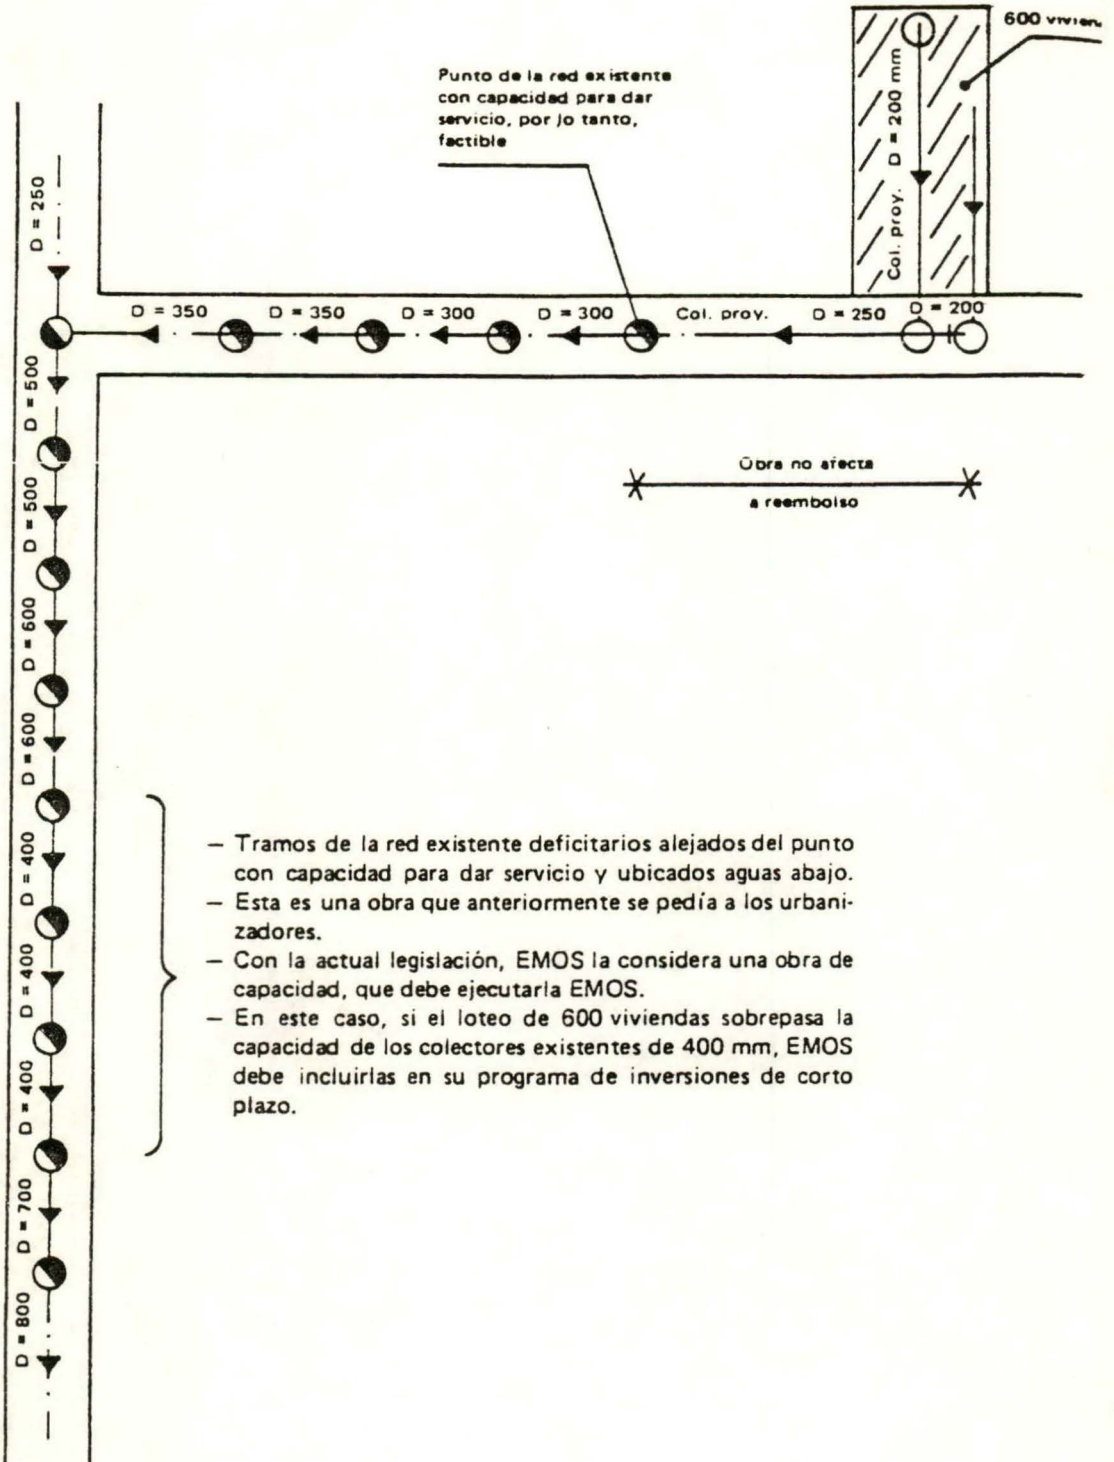 600 vivien.
Punto de la red existente
con capacidad para dar
servicio, por lo tanto,
factible
Col. proy. D = 200 mm
D = 250
D = 350
D = 350
D = 300
D = 300
Col. proy.
D = 250
D = 200
D = 500
D = 500
D = 600
D = 600
D = 400
D = 400
D = 400
D = 700
D = 800
Obra no afecta
a reembolso
— Tramos de la red existente deficitarios alejados del punto
con capacidad para dar servicio y ubicados aguas abajo.
— Esta es una obra que anteriormente se pedía a los urbani-
zadores.
— Con la actual legislación, EMOS la considera una obra de
capacidad, que debe ejecutarla EMOS.
— En este caso, si el loteo de 600 viviendas sobrepasa la
capacidad de los colectores existentes de 400 mm, EMOS
debe incluirlas en su programa de inversiones de corto
plazo.